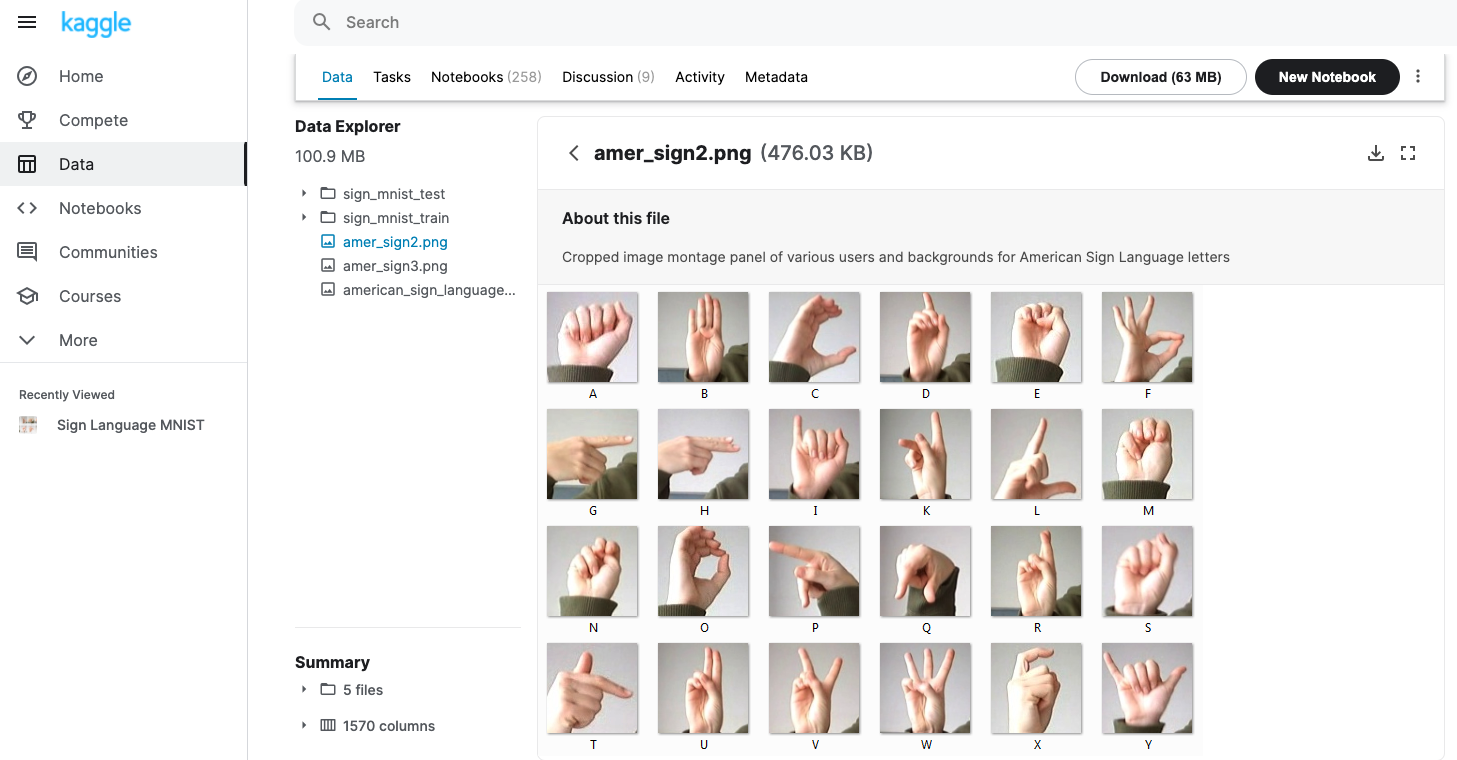 kaggle
Search
Home
Compete
Data
Notebooks
Communities
Courses
More
Recently Viewed
Sign Language MNIST
Data Tasks Notebooks (258) Discussion (9) Activity Metadata Download (63 MB) New Notebook
Data Explorer
100.9 MB
sign_mnist_test
sign_mnist_train
amer_sign2.png
amer_sign3.png
american_sign_language...
Summary
5 files
1570 columns
amer_sign2.png (476.03 KB)
About this file
Cropped image montage panel of various users and backgrounds for American Sign Language letters
A B C D E F
G H I K L M
N O P Q R S
T U V W X Y